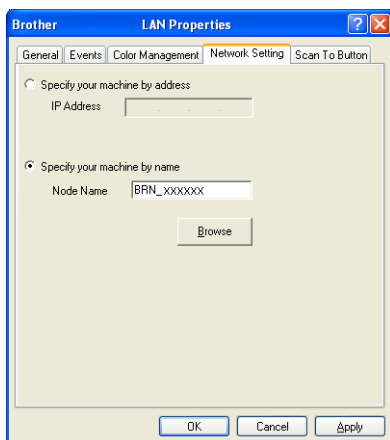 Brother LAN Properties
General Events Color Management Network Setting Scan To Button
Specify your machine by address
IP Address . . .
Specify your machine by name
Node Name BRN_xxxxxx
Browse
OK Cancel Apply